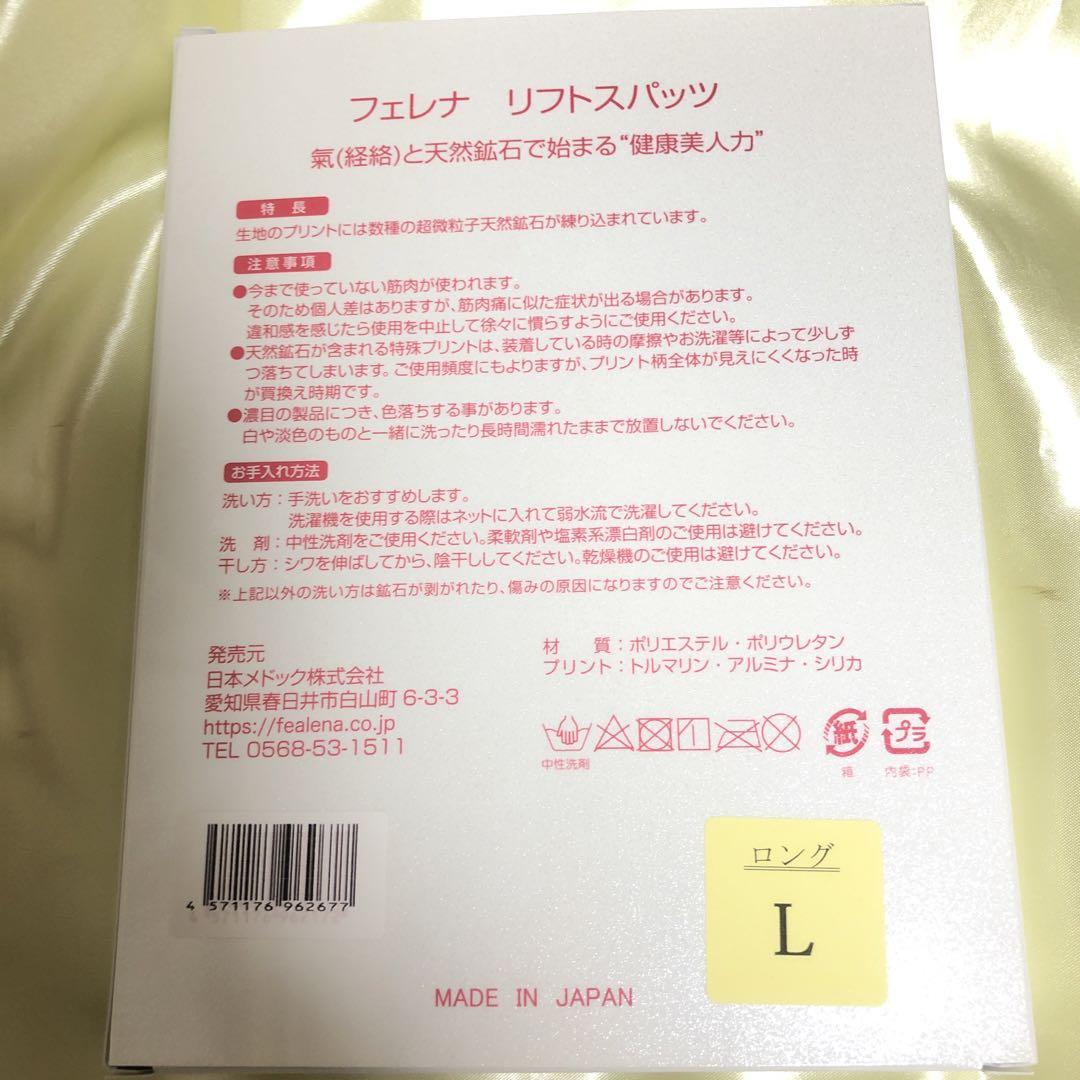 フェレナ リフトスパッツ
氣(経絡)と天然鉱石で始まる“健康美人力”
特長
生地のプリントには数種の超微粒子天然鉱石が練り込まれています。
注意事項
●今まで使っていない筋肉が使われます。
そのため個人差はありますが、筋肉痛に似た症状が出る場合があります。
違和感を感じたら使用を中止して徐々に慣らすようにご使用ください。
●天然鉱石が含まれる特殊プリントは、装着している時の摩擦やお洗濯等によって少しず
つ落ちてしまいます。ご使用頻度にもよりますが、プリント柄全体が見えにくくなった時
が買換え時期です。
●濃目の製品につき、色落ちする事があります。
白や淡色のものと一緒に洗ったり長時間濡れたままで放置しないでください。
お手入れ方法
洗い方：手洗いをおすすめします。
洗濯機を使用する際はネットに入れて弱水流で洗濯してください。
洗 剤：中性洗剤をご使用ください。柔軟剤や塩素系漂白剤のご使用は避けてください。
干し方：シワを伸ばしてから、陰干ししてください。乾燥機のご使用は避けてください。
※上記以外の洗い方は鉱石が剥がれたり、傷みの原因になりますのでご注意ください。
発売元
日本メドック株式会社
愛知県春日井市白山町 6-3-3
https://fealena.co.jp
TEL 0568-53-1511
材 質：ポリエステル・ポリウレタン
プリント：トルマリン・アルミナ・シリカ
中性洗剤
紙
箱
プラ
内袋:PP
4 571176 962677
ロング
L
MADE IN JAPAN